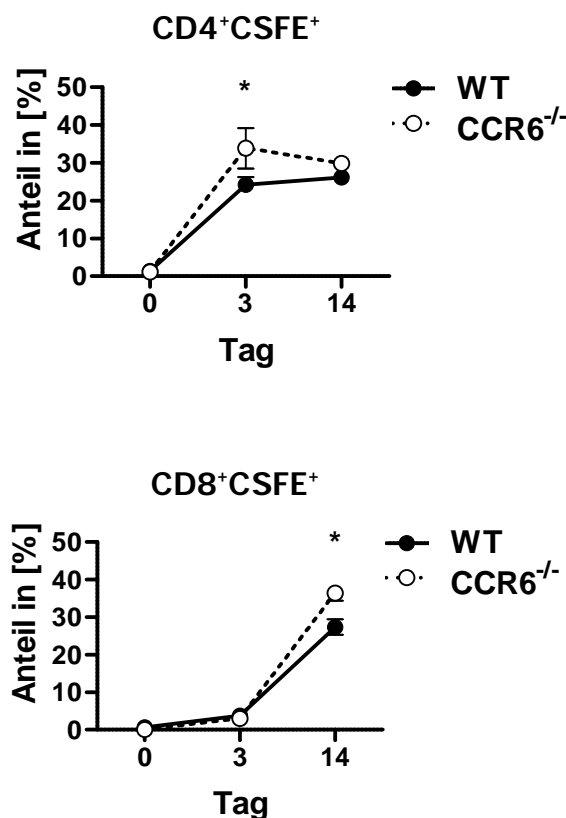 CD4⁺CSFE⁺
*
WT
CCR6⁻/⁻
Anteil in [%]
50
40
30
20
10
0
0 3 14
Tag
CD8⁺CSFE⁺
*
WT
CCR6⁻/⁻
Anteil in [%]
50
40
30
20
10
0
0 3 14
Tag